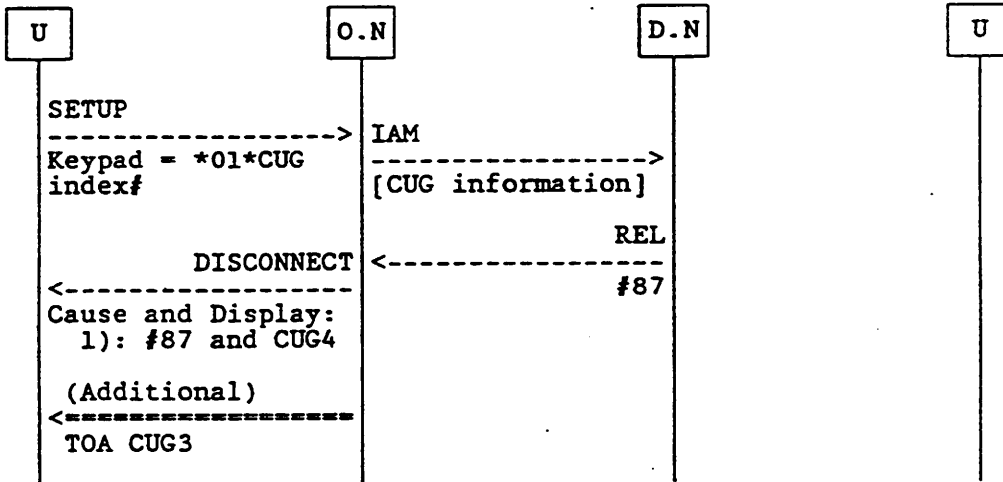 U O.N D.N U
SETUP
IAM
Keypad = *01*CUG
index#
[CUG information]
REL
DISCONNECT
#87
Cause and Display:
1): #87 and CUG4
(Additional)
TOA CUG3